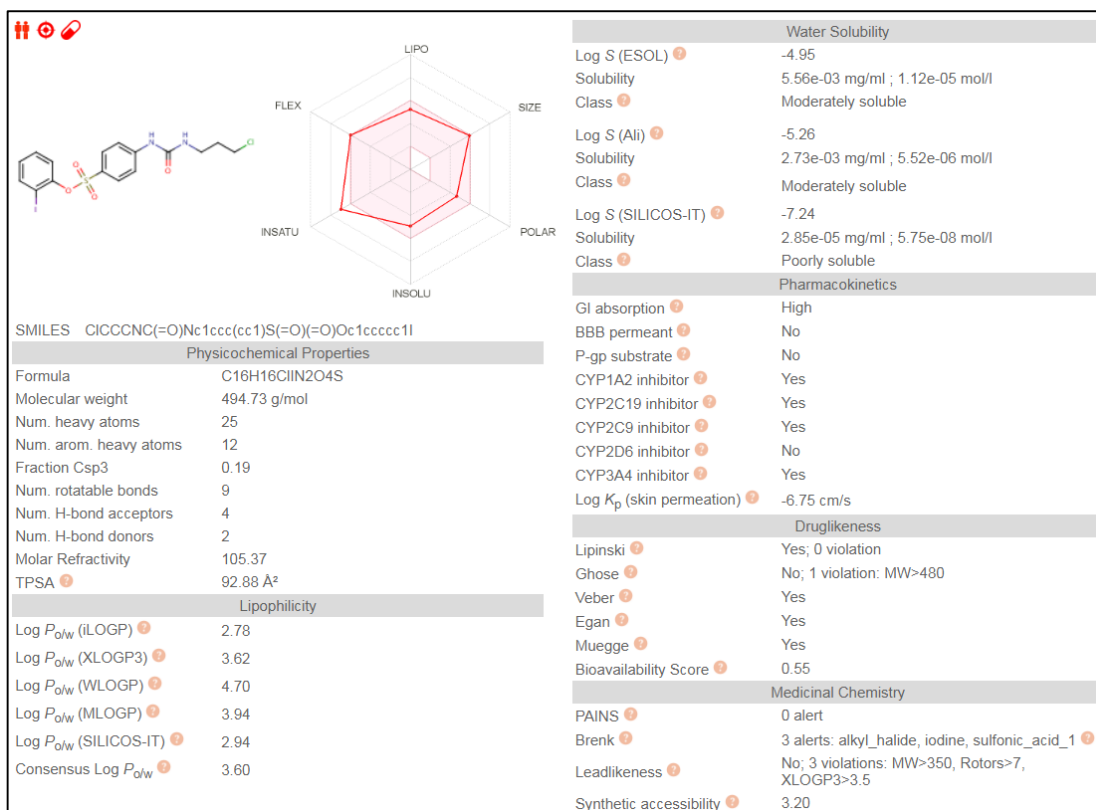 LIPO
FLEX
SIZE
INSATU
POLAR
INSOLU
H
N
H
N
Cl
O
O
S
O
O
I
SMILES ClCCCNC(=O)Nc1ccc(cc1)S(=O)(=O)Oc1ccccc1I
Physicochemical Properties
Formula C16H16ClIN2O4S
Molecular weight 494.73 g/mol
Num. heavy atoms 25
Num. arom. heavy atoms 12
Fraction Csp3 0.19
Num. rotatable bonds 9
Num. H-bond acceptors 4
Num. H-bond donors 2
Molar Refractivity 105.37
TPSA ? 92.88 Å²
Lipophilicity
Log Po/w (iLOGP) ? 2.78
Log Po/w (XLOGP3) ? 3.62
Log Po/w (WLOGP) ? 4.70
Log Po/w (MLOGP) ? 3.94
Log Po/w (SILICOS-IT) ? 2.94
Consensus Log Po/w ? 3.60
Water Solubility
Log S (ESOL) ? -4.95
Solubility 5.56e-03 mg/ml ; 1.12e-05 mol/l
Class ? Moderately soluble
Log S (Ali) ? -5.26
Solubility 2.73e-03 mg/ml ; 5.52e-06 mol/l
Class ? Moderately soluble
Log S (SILICOS-IT) ? -7.24
Solubility 2.85e-05 mg/ml ; 5.75e-08 mol/l
Class ? Poorly soluble
Pharmacokinetics
GI absorption ? High
BBB permeant ? No
P-gp substrate ? No
CYP1A2 inhibitor ? Yes
CYP2C19 inhibitor ? Yes
CYP2C9 inhibitor ? Yes
CYP2D6 inhibitor ? No
CYP3A4 inhibitor ? Yes
Log Kp (skin permeation) ? -6.75 cm/s
Druglikeness
Lipinski ? Yes; 0 violation
Ghose ? No; 1 violation: MW>480
Veber ? Yes
Egan ? Yes
Muegge ? Yes
Bioavailability Score ? 0.55
Medicinal Chemistry
PAINS ? 0 alert
Brenk ? 3 alerts: alkyl_halide, iodine, sulfonic_acid_1 ?
Leadlikeness ? No; 3 violations: MW>350, Rotors>7,
XLOGP3>3.5
Synthetic accessibility ? 3.20